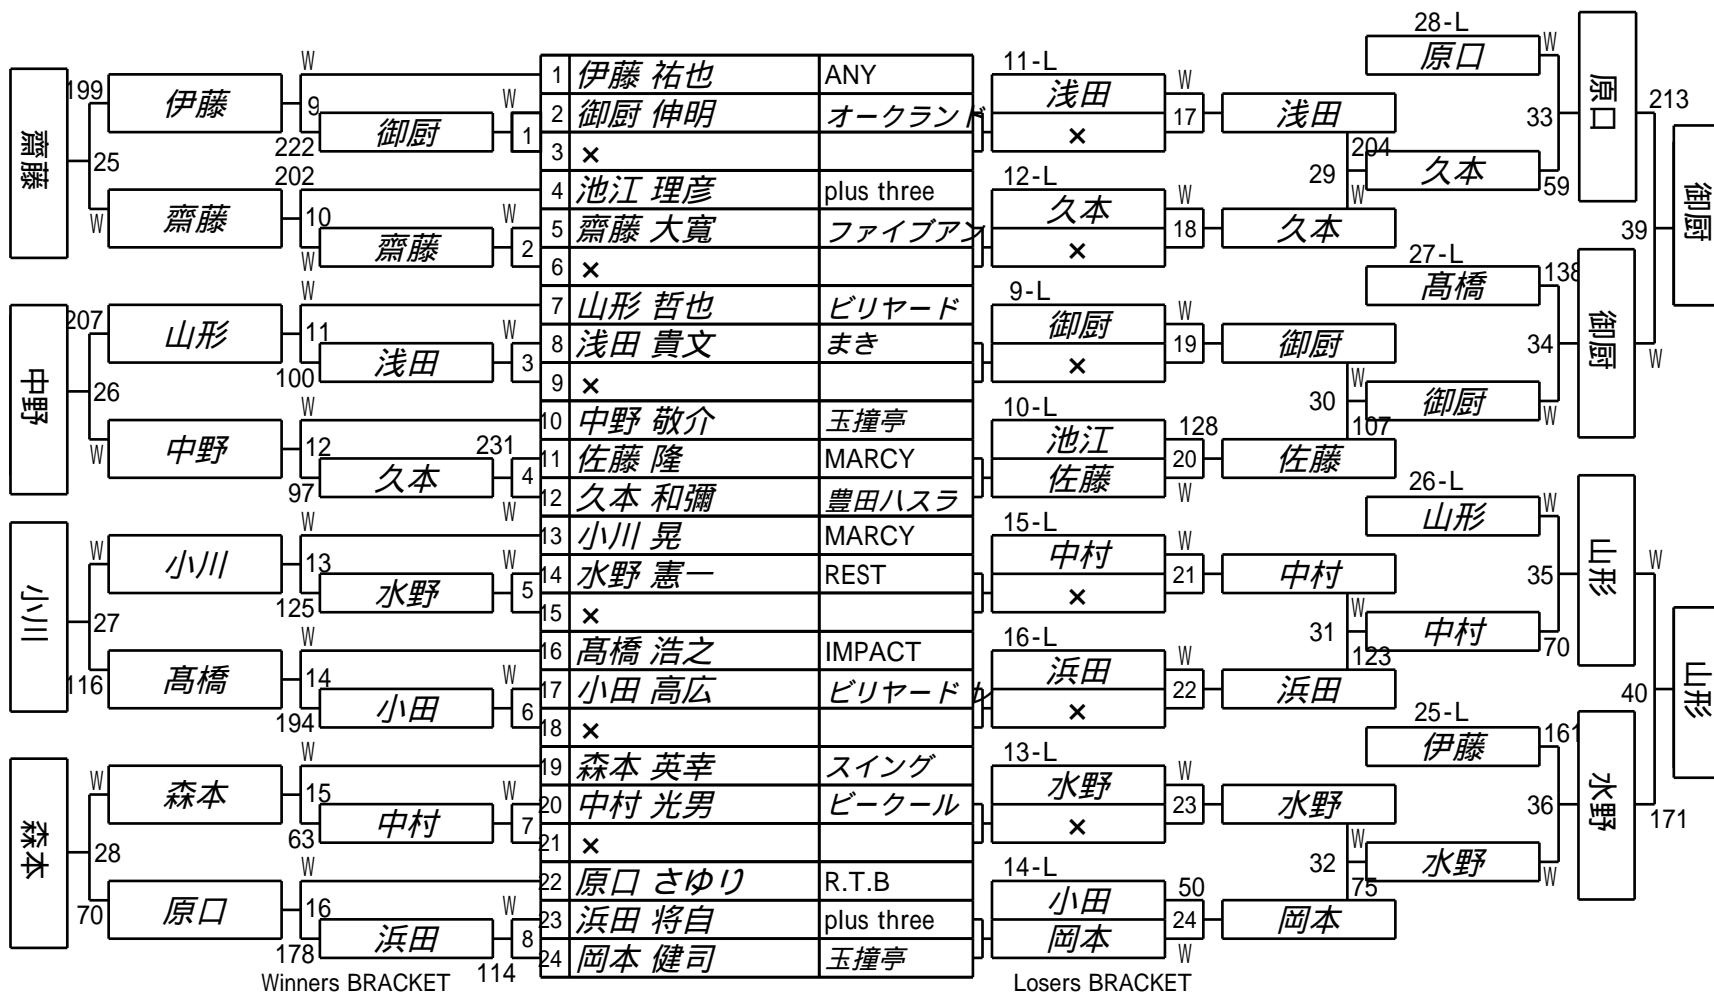 齋藤
中野
小川
森本
199
25
W
207
26
W
W
27
116
W
28
70
伊藤
齋藤
山形
中野
小川
髙橋
森本
原口
W
9
222
202
10
W
W
11
100
W
12
97
W
13
125
W
14
194
W
15
63
W
16
178
御厨
齋藤
浅田
久本
水野
小田
中村
浜田
W
1
W
2
W
3
231
4
W
W
5
W
6
W
7
W
8
114
1 伊藤 祐也 ANY
2 御厨 伸明 オークランド
3 ×
4 池江 理彦 plus three
5 齋藤 大寛 ファイブアン
6 ×
7 山形 哲也 ビリヤード
8 浅田 貴文 まき
9 ×
10 中野 敬介 玉撞亭
11 佐藤 隆 MARCY
12 久本 和彌 豊田ハスラ
13 小川 晃 MARCY
14 水野 憲一 REST
15 ×
16 髙橋 浩之 IMPACT
17 小田 高広 ビリヤード
18 ×
19 森本 英幸 スイング
20 中村 光男 ビークール
21 ×
22 原口 さゆり R.T.B
23 浜田 将自 plus three
24 岡本 健司 玉撞亭
Winners BRACKET
11-L
浅田
×
W
17
12-L
久本
×
W
18
9-L
御厨
×
W
19
10-L
池江
佐藤
128
20
W
15-L
中村
×
W
21
16-L
浜田
×
W
22
13-L
水野
×
W
23
14-L
小田
岡本
50
24
W
Losers BRACKET
浅田
204
29
W
久本
御厨
W
30
107
佐藤
中村
W
31
123
浜田
水野
W
32
75
岡本
28-L
原口
W
33
久本
59
27-L
髙橋
138
34
御厨
W
26-L
山形
W
35
中村
70
25-L
伊藤
161
36
水野
W
原口
213
39
御厨
W
山形
W
40
水野
171
御厨
山形